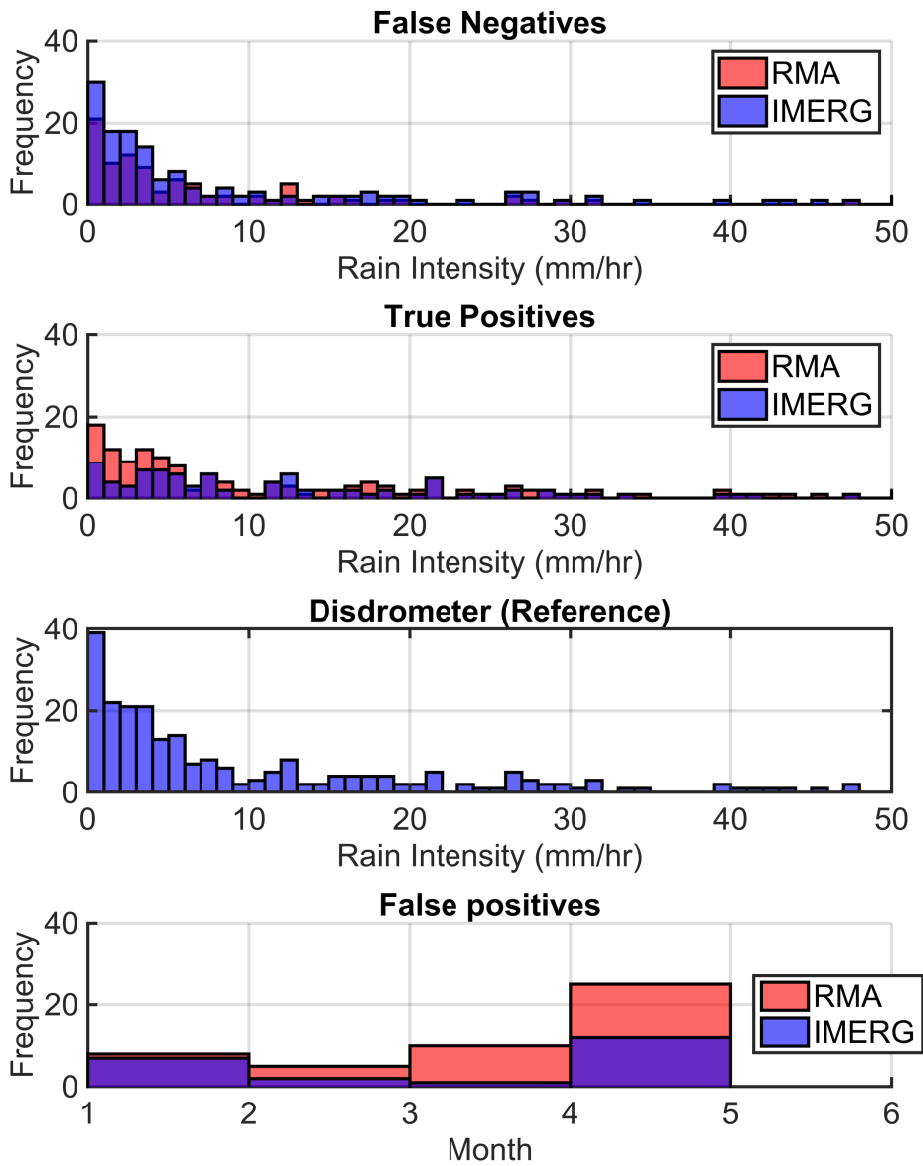 False Negatives
40
20
0
Frequency
RMA
IMERG
0 10 20 30 40 50
Rain Intensity (mm/hr)
True Positives
40
20
0
Frequency
RMA
IMERG
0 10 20 30 40 50
Rain Intensity (mm/hr)
Disdrometer (Reference)
40
20
0
Frequency
0 10 20 30 40 50
Rain Intensity (mm/hr)
False positives
40
20
0
Frequency
RMA
IMERG
1 2 3 4 5 6
Month